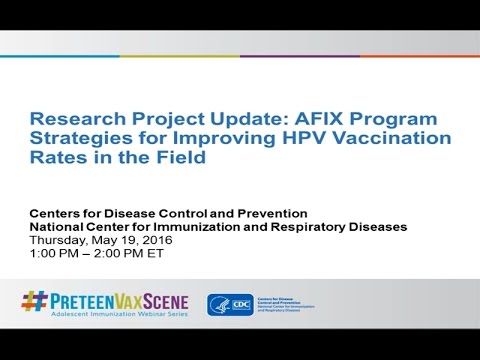 Research Project Update: AFIX Program
Strategies for Improving HPV Vaccination
Rates in the Field
Centers for Disease Control and Prevention
National Center for Immunization and Respiratory Diseases
Thursday, May 19, 2016
1:00 PM – 2:00 PM ET
#PRETEENVAXSCENE
Adolescent Immunization Webinar Series
CDC
Centers for Disease
Control and Prevention
National Center for Immunization
and Respiratory Diseases